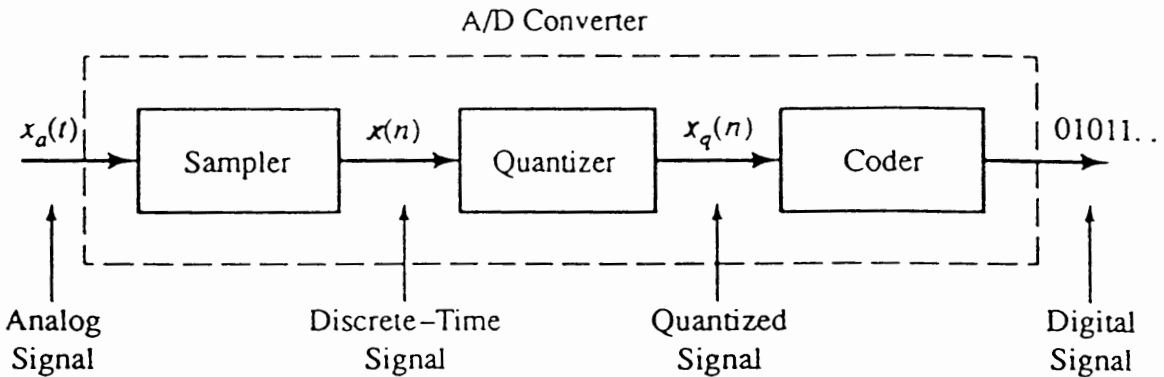 A/D Converter
x_a(t)
x(n)
x_q(n)
01011. .
Sampler
Quantizer
Coder
Analog
Signal
Discrete–Time
Signal
Quantized
Signal
Digital
Signal